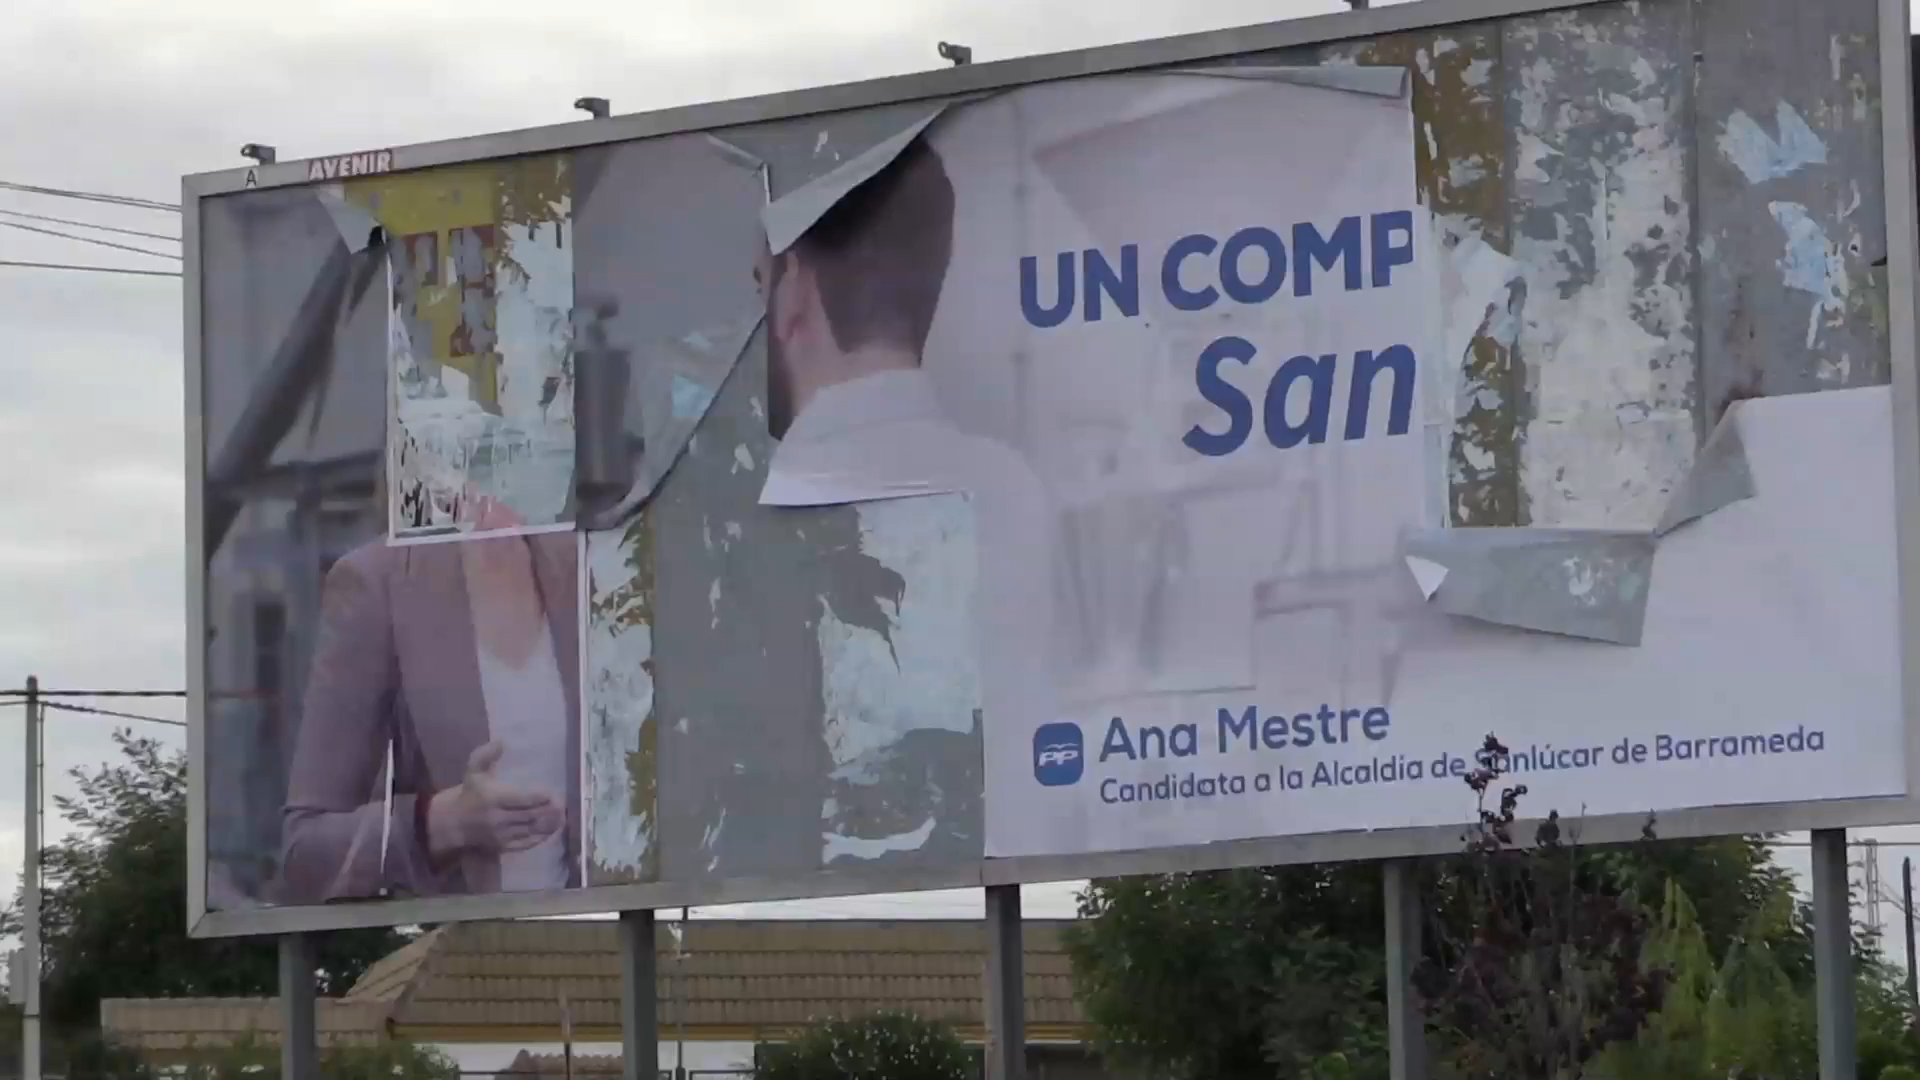 A
AVENIR
UN COMP
San
PP
Ana Mestre
Candidata a la Alcaldía de Sanlúcar de Barrameda